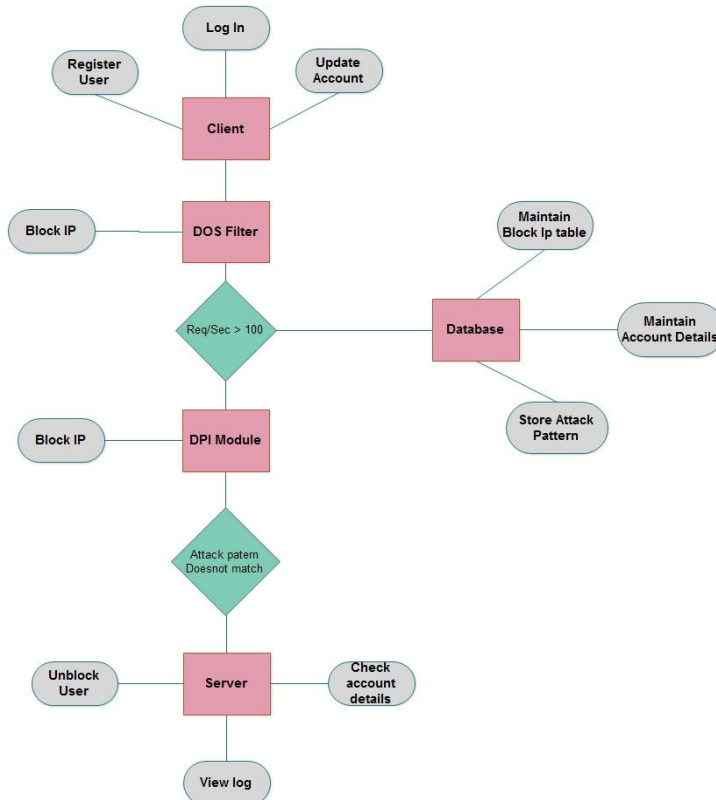 Log In
Register
User
Update
Account
Client
Block IP
DOS Filter
Maintain
Block Ip table
Req/Sec > 100
Database
Maintain
Account Details
Store Attack
Pattern
Block IP
DPI Module
Attack patern
Doesnot match
Unblock
User
Server
Check
account
details
View log